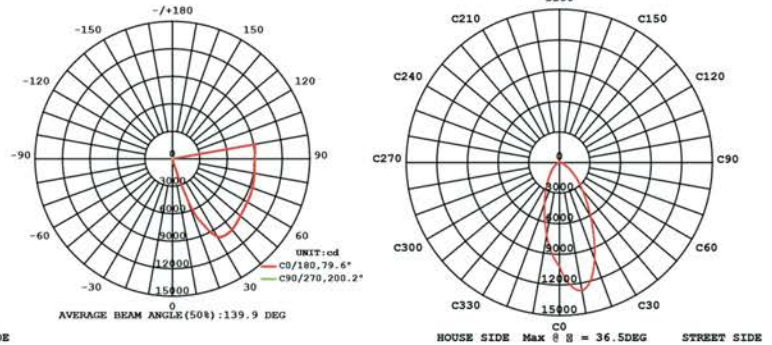 -/+180
-150
150
-120
120
-90
90
-60
60
-30
30
0
0
3000
6000
9000
12000
15000
UNIT:cd
C0/180,79.6°
C90/270,200.2°
AVERAGE BEAM ANGLE(50%):139.9 DEG
C210
C150
C240
C120
C270
C90
C300
C60
C330
C30
C0
0
3000
6000
9000
12000
15000
HOUSE SIDE Max @ = 36.5DEG STREET SIDE